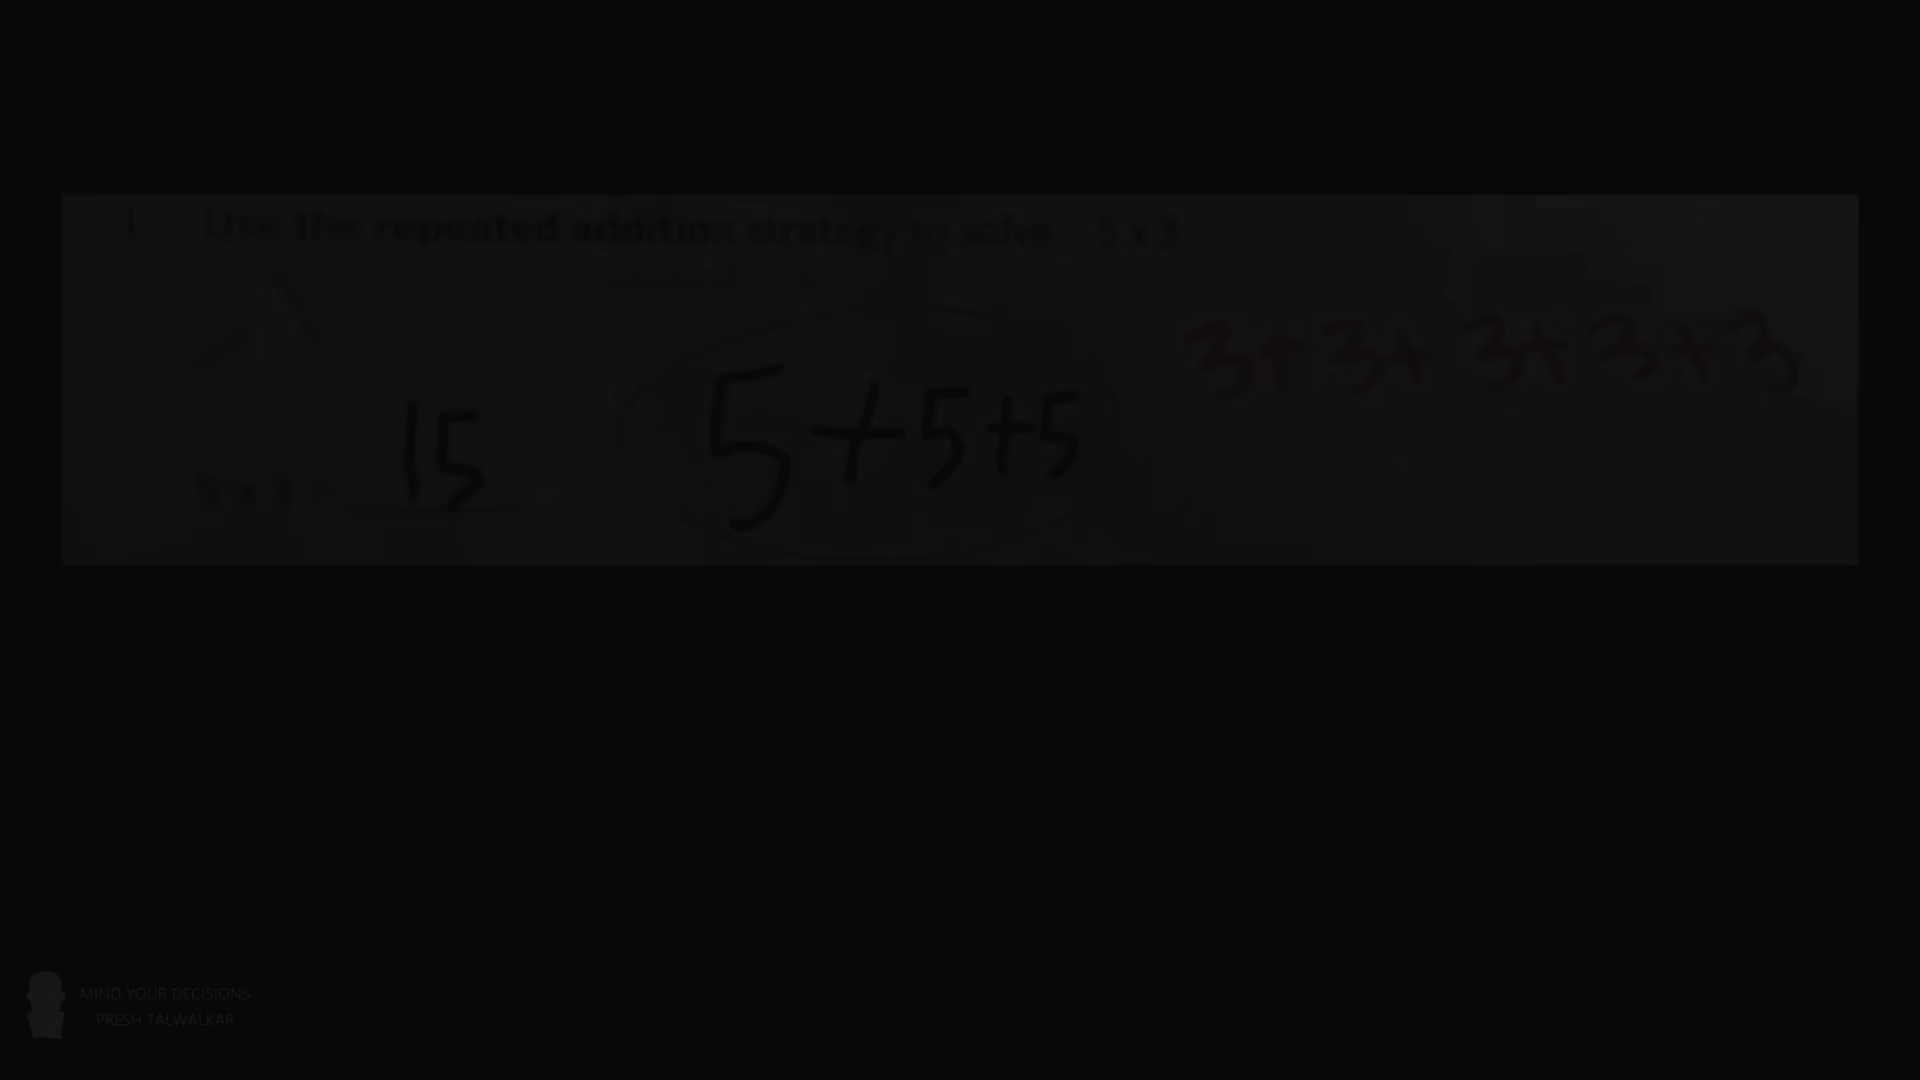 1. Use the repeated addition strategy to solve: 5 x 3
3+3+3+3+3
5 x 3 = 15 5+5+5
MIND YOUR DECISIONS
PRESH TALWALKAR